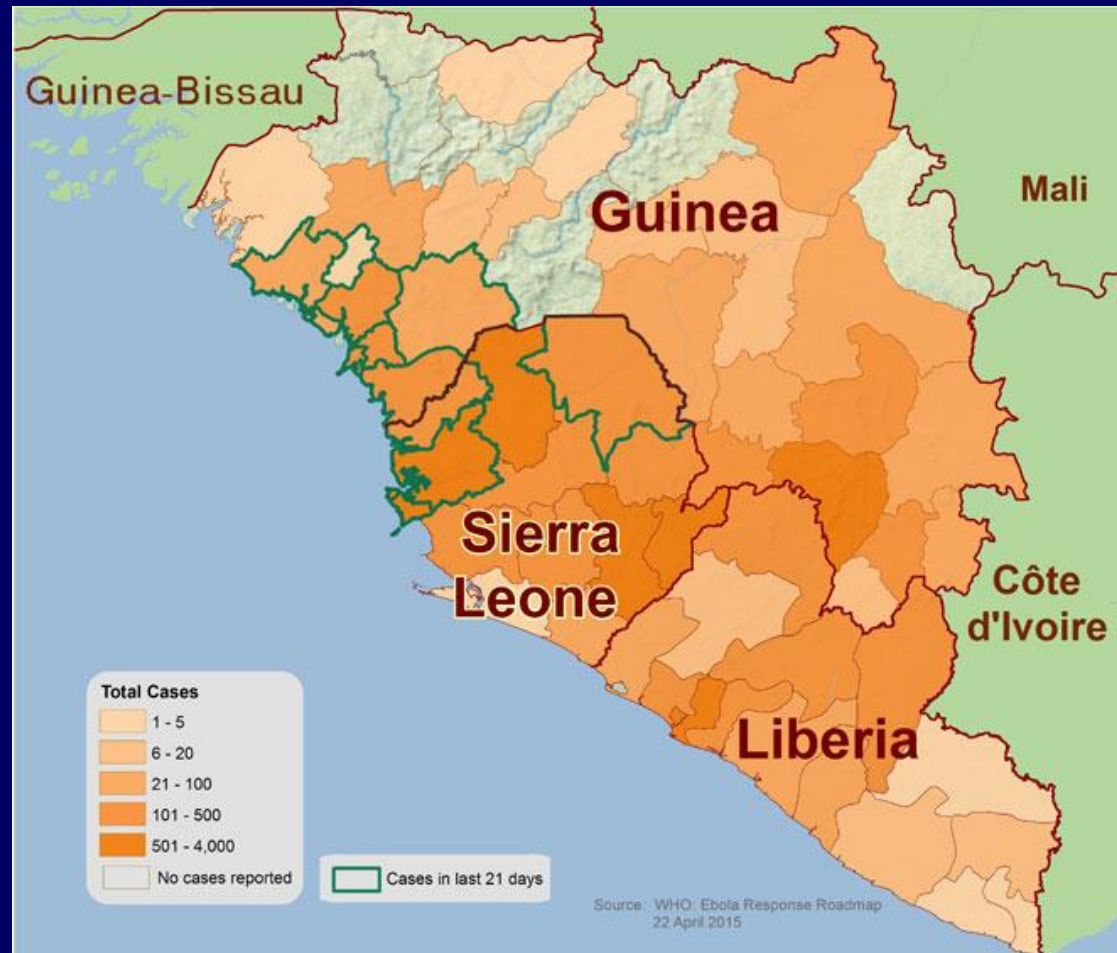 Guinea-Bissau
Guinea
Mali
Sierra
Leone
Côte
d'Ivoire
Liberia
Total Cases
1 - 5
6 - 20
21 - 100
101 - 500
501 - 4,000
No cases reported
Cases in last 21 days
Source: WHO: Ebola Response Roadmap
22 April 2015